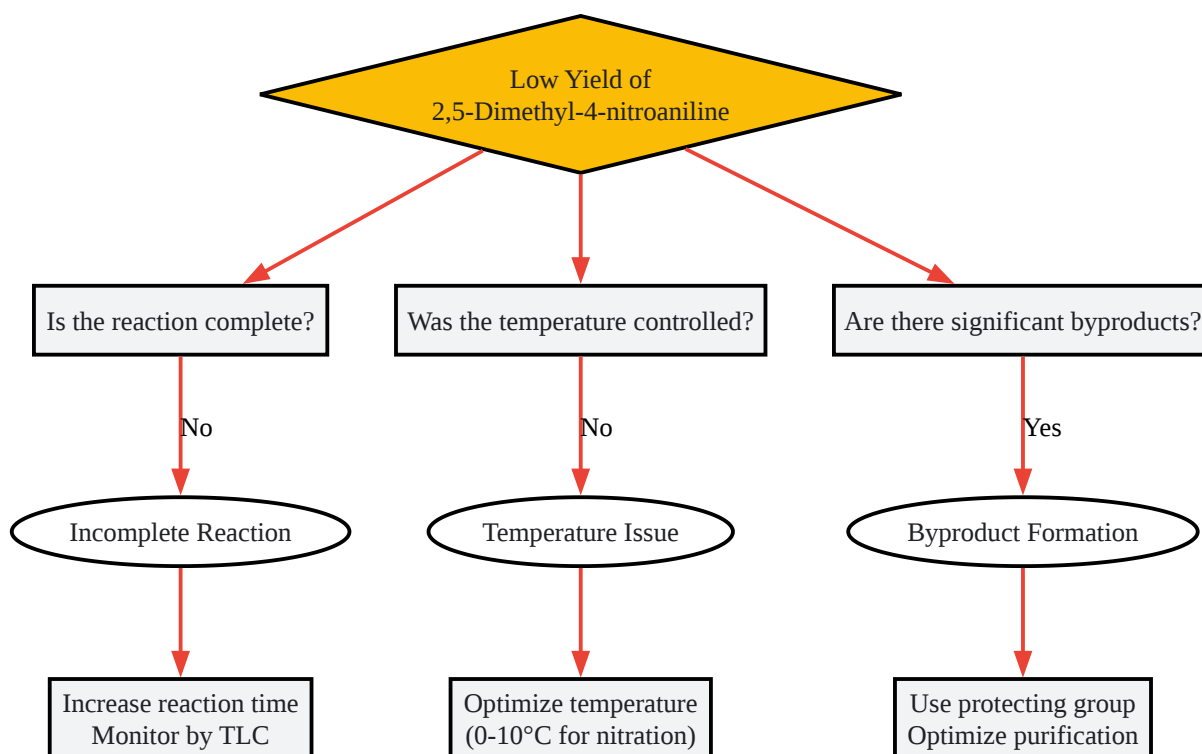 Low Yield of
2,5-Dimethyl-4-nitroaniline
Is the reaction complete?
Was the temperature controlled?
Are there significant byproducts?
No
No
Yes
Incomplete Reaction
Temperature Issue
Byproduct Formation
Increase reaction time
Monitor by TLC
Optimize temperature
(0-10°C for nitration)
Use protecting group
Optimize purification